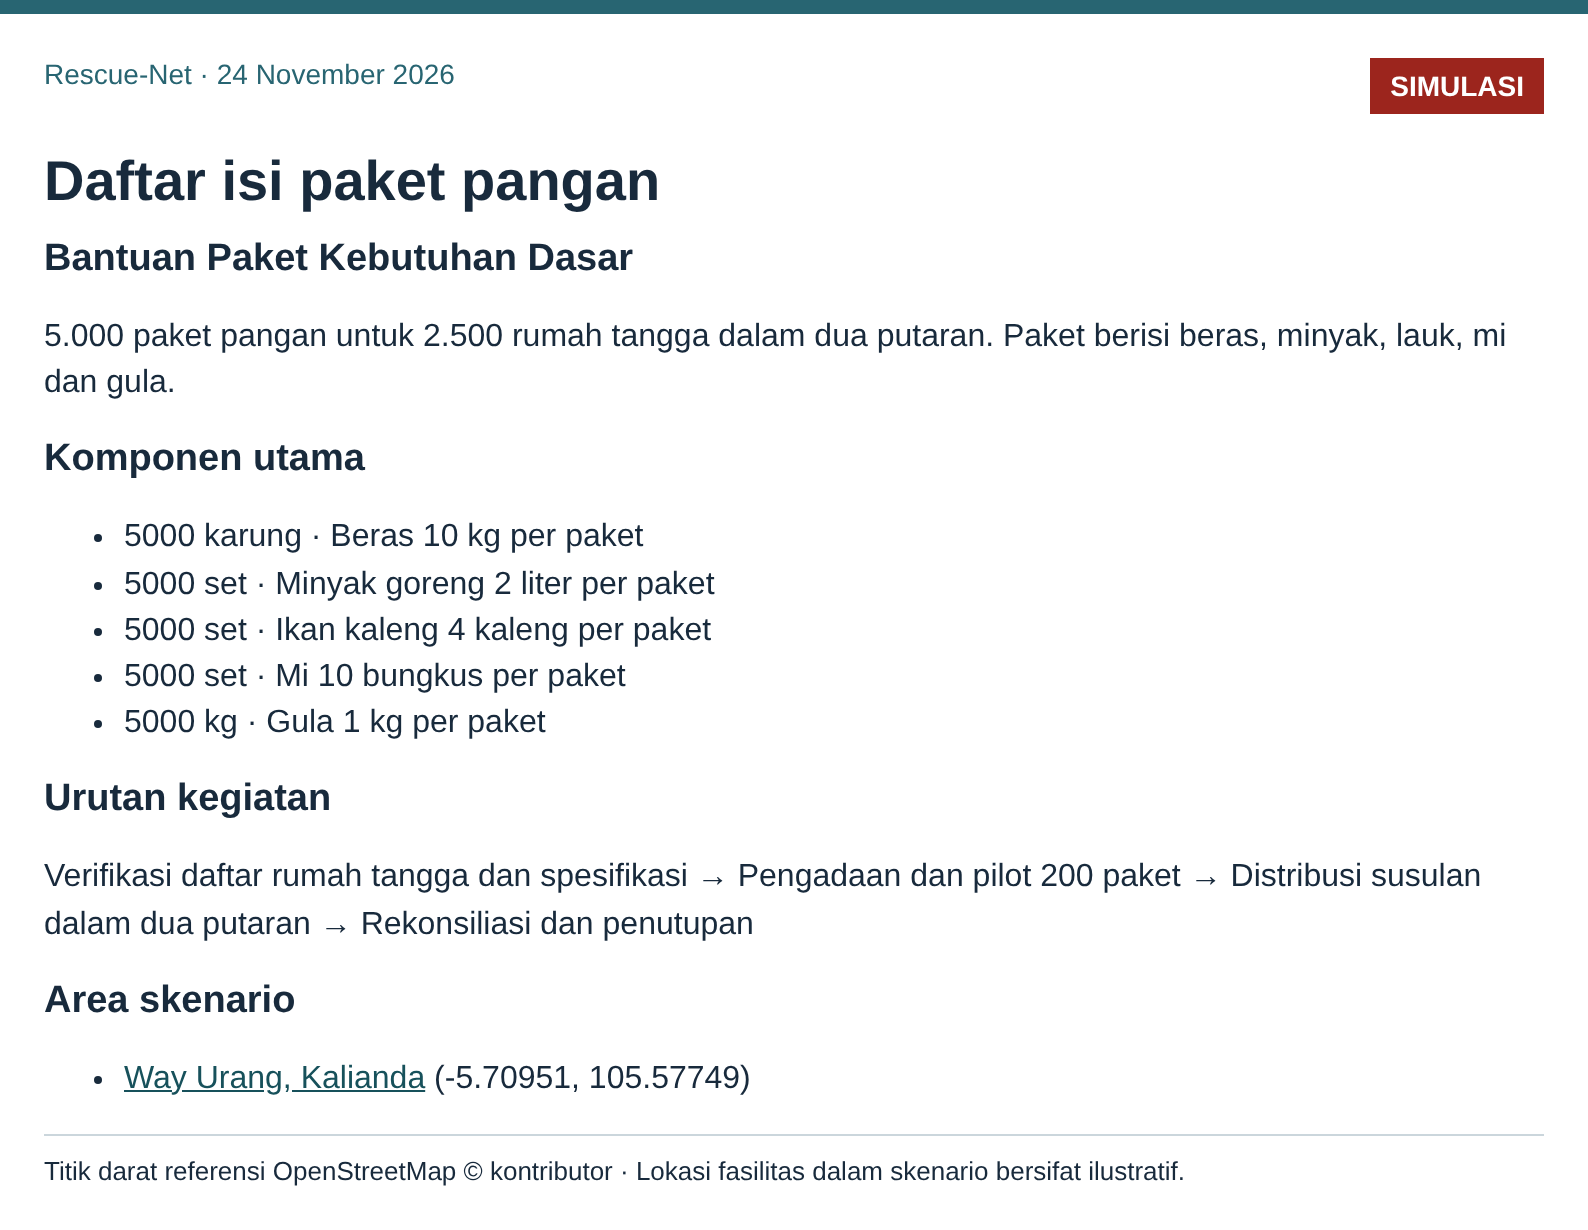 Rescue-Net · 24 November 2026
SIMULASI
Daftar isi paket pangan
Bantuan Paket Kebutuhan Dasar
5.000 paket pangan untuk 2.500 rumah tangga dalam dua putaran. Paket berisi beras, minyak, lauk, mi
dan gula.
Komponen utama
• 5000 karung · Beras 10 kg per paket
• 5000 set · Minyak goreng 2 liter per paket
• 5000 set · Ikan kaleng 4 kaleng per paket
• 5000 set · Mi 10 bungkus per paket
• 5000 kg · Gula 1 kg per paket
Urutan kegiatan
Verifikasi daftar rumah tangga dan spesifikasi → Pengadaan dan pilot 200 paket → Distribusi susulan
dalam dua putaran → Rekonsiliasi dan penutupan
Area skenario
• Way Urang, Kalianda (-5.70951, 105.57749)
Titik darat referensi OpenStreetMap © kontributor · Lokasi fasilitas dalam skenario bersifat ilustratif.